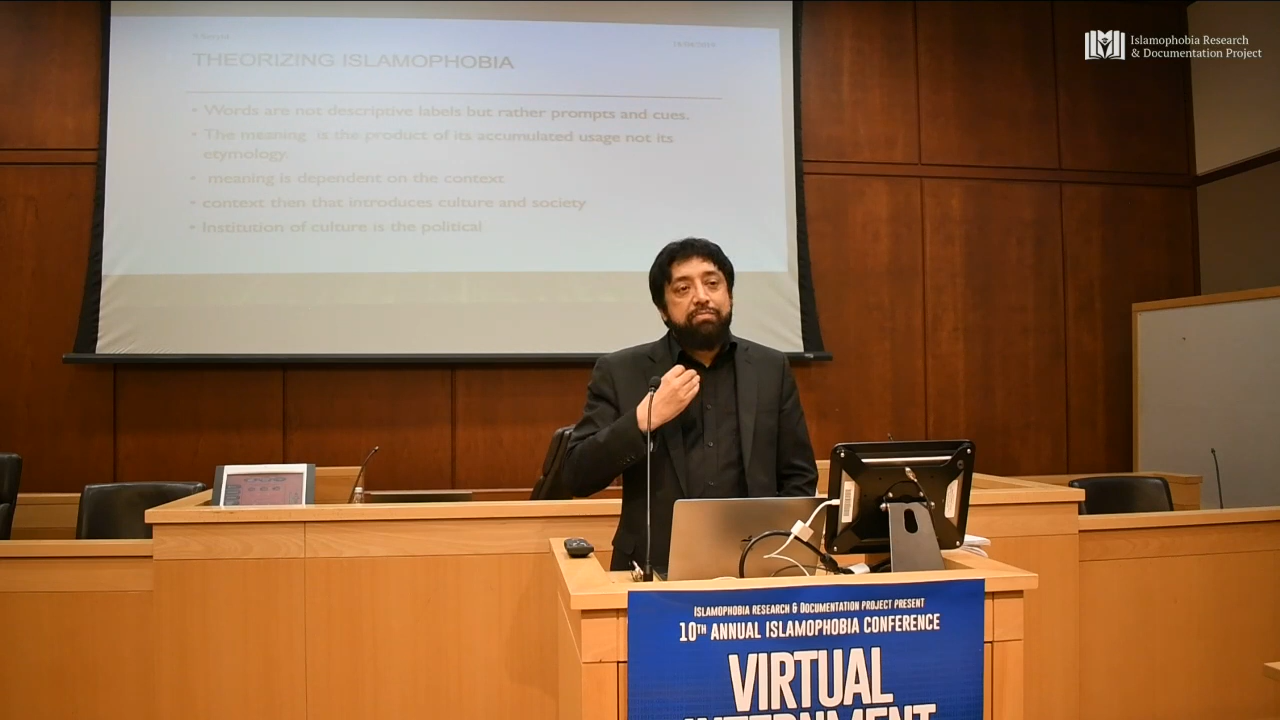 Islamophobia Research
& Documentation Project
THEORIZING ISLAMOPHOBIA
• Words are not descriptive labels but rather prompts and cues.
• The meaning is the product of its accumulated usage not its
etymology.
• meaning is dependent on the context
• context then that introduces culture and society
• Institution of culture is the political
ISLAMOPHOBIA RESEARCH & DOCUMENTATION PROJECT PRESENT
10TH ANNUAL ISLAMOPHOBIA CONFERENCE
VIRTUAL
INTERNMENT